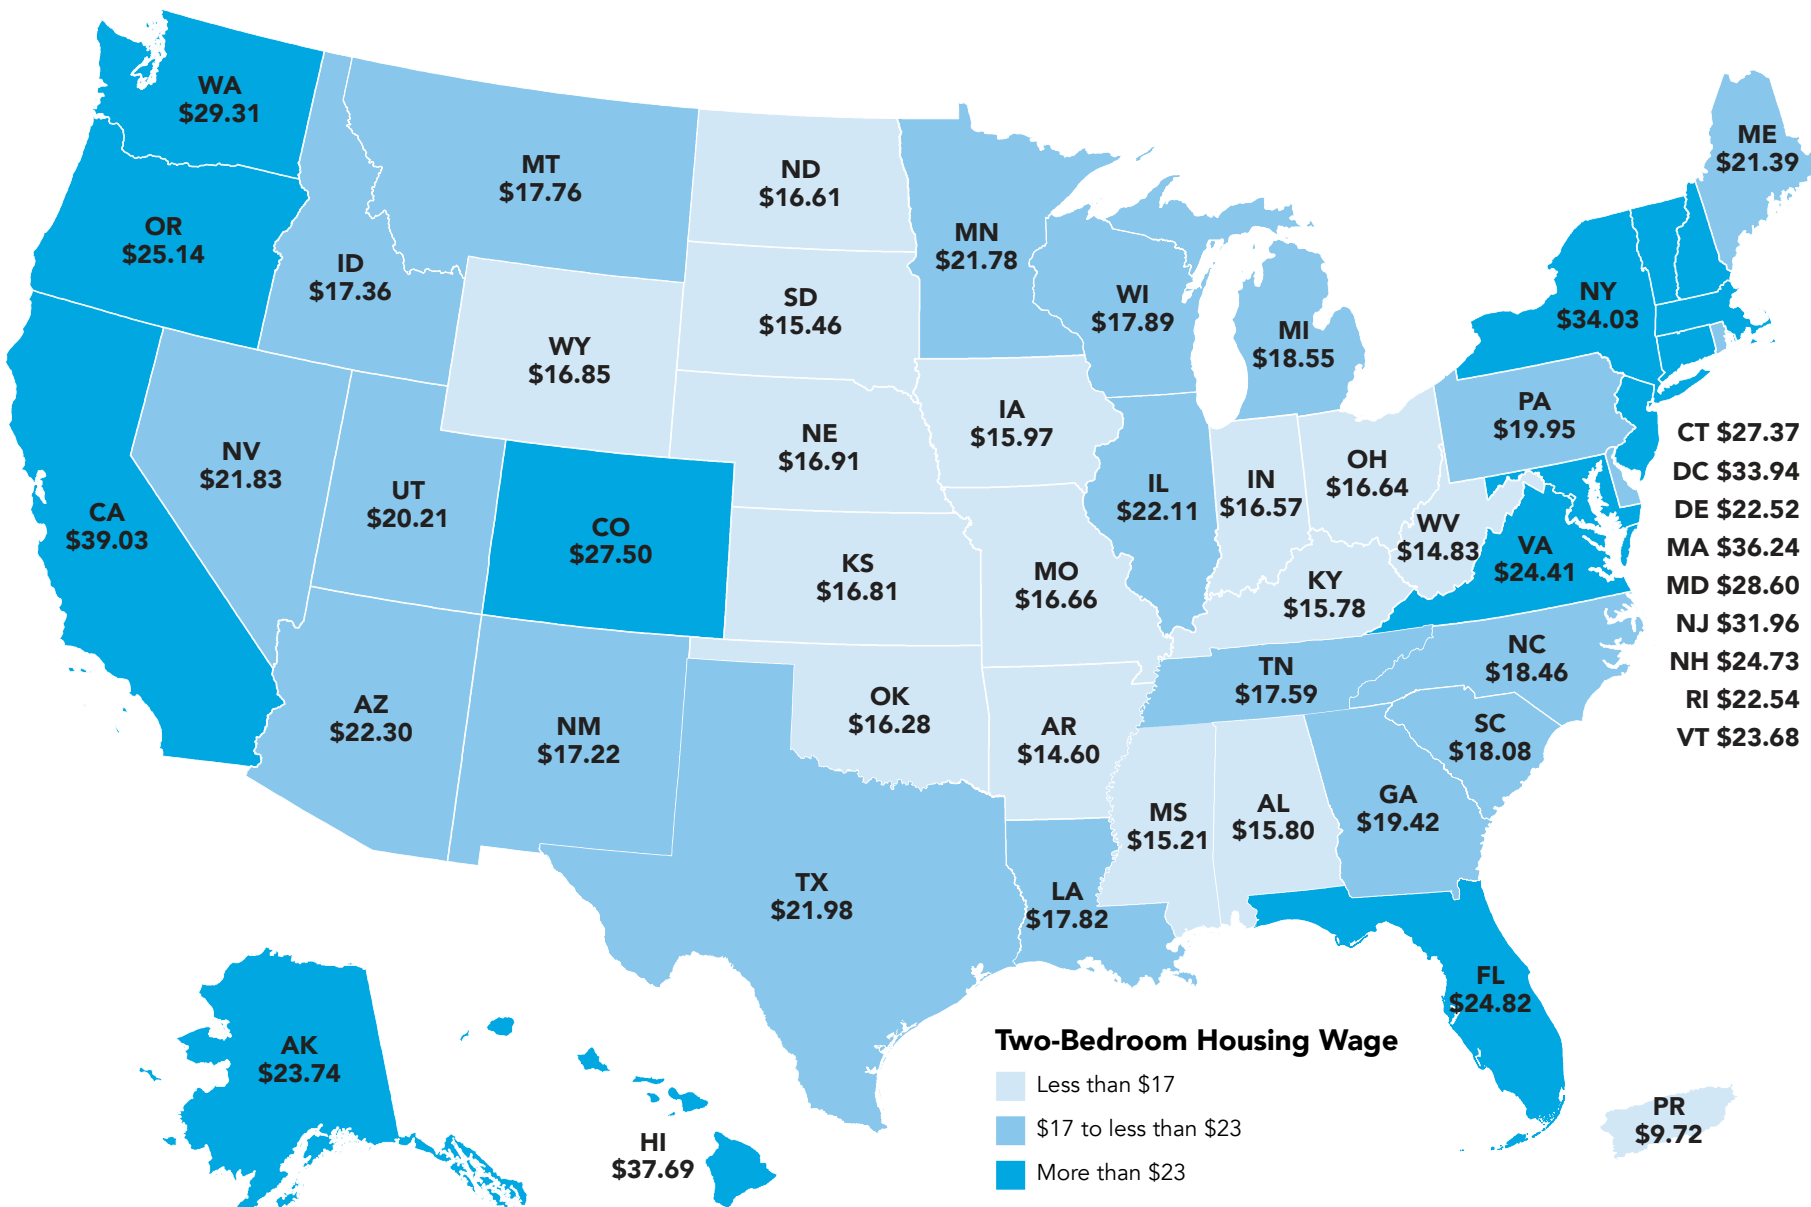 WA
$29.31
OR
$25.14
CA
$39.03
ID
$17.36
NV
$21.83
MT
$17.76
WY
$16.85
UT
$20.21
CO
$27.50
AZ
$22.30
NM
$17.22
ND
$16.61
SD
$15.46
NE
$16.91
KS
$16.81
OK
$16.28
TX
$21.98
MN
$21.78
IA
$15.97
MO
$16.66
AR
$14.60
LA
$17.82
WI
$17.89
IL
$22.11
MI
$18.55
IN
$16.57
OH
$16.64
KY
$15.78
TN
$17.59
MS
$15.21
AL
$15.80
GA
$19.42
FL
$24.82
SC
$18.08
NC
$18.46
VA
$24.41
WV
$14.83
PA
$19.95
NY
$34.03
ME
$21.39
CT $27.37
DC $33.94
DE $22.52
MA $36.24
MD $28.60
NJ $31.96
NH $24.73
RI $22.54
VT $23.68
AK
$23.74
HI
$37.69
PR
$9.72
Two-Bedroom Housing Wage
Less than $17
$17 to less than $23
More than $23